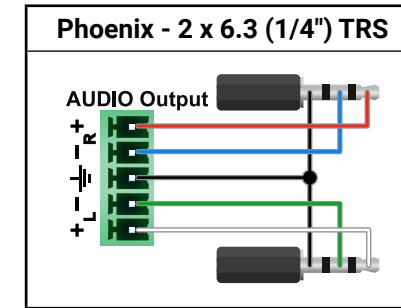 Phoenix - 2 x 6.3 (1/4") TRS
AUDIO Output
+
R
-
-
L
+